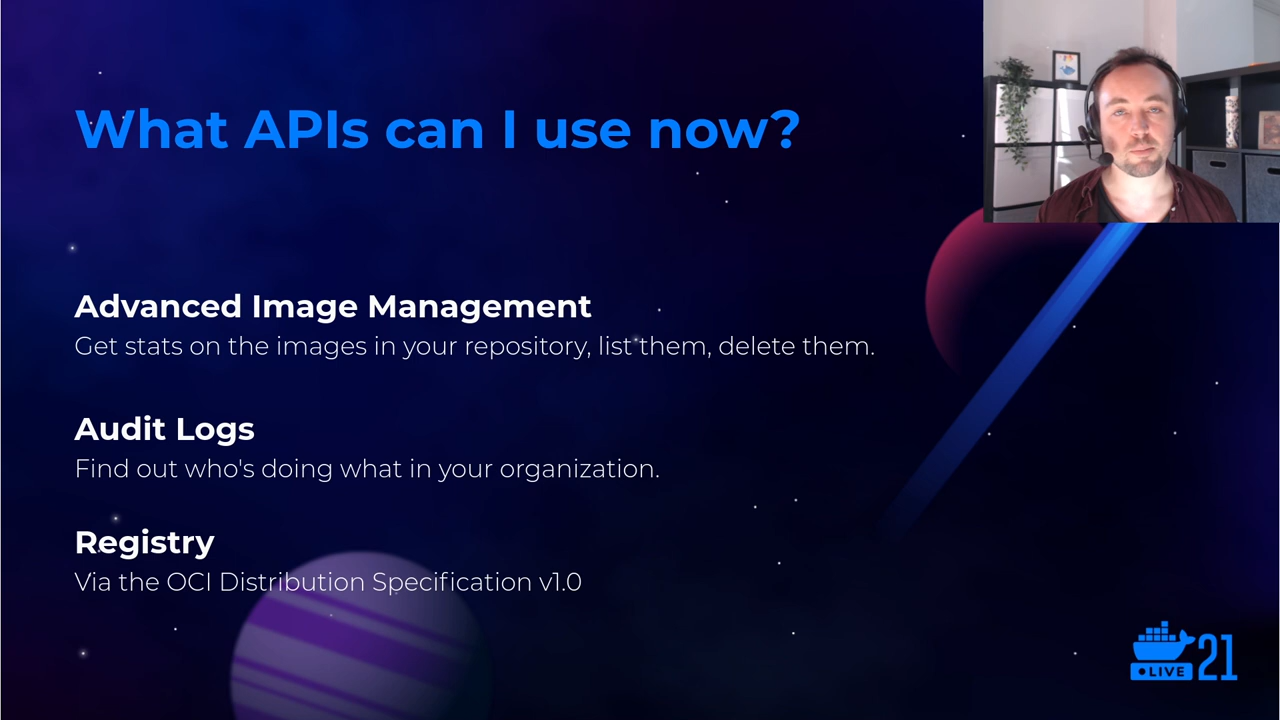 What APIs can I use now?
Advanced Image Management
Get stats on the images in your repository, list them, delete them.
Audit Logs
Find out who's doing what in your organization.
Registry
Via the OCI Distribution Specification v1.0
LIVE 21